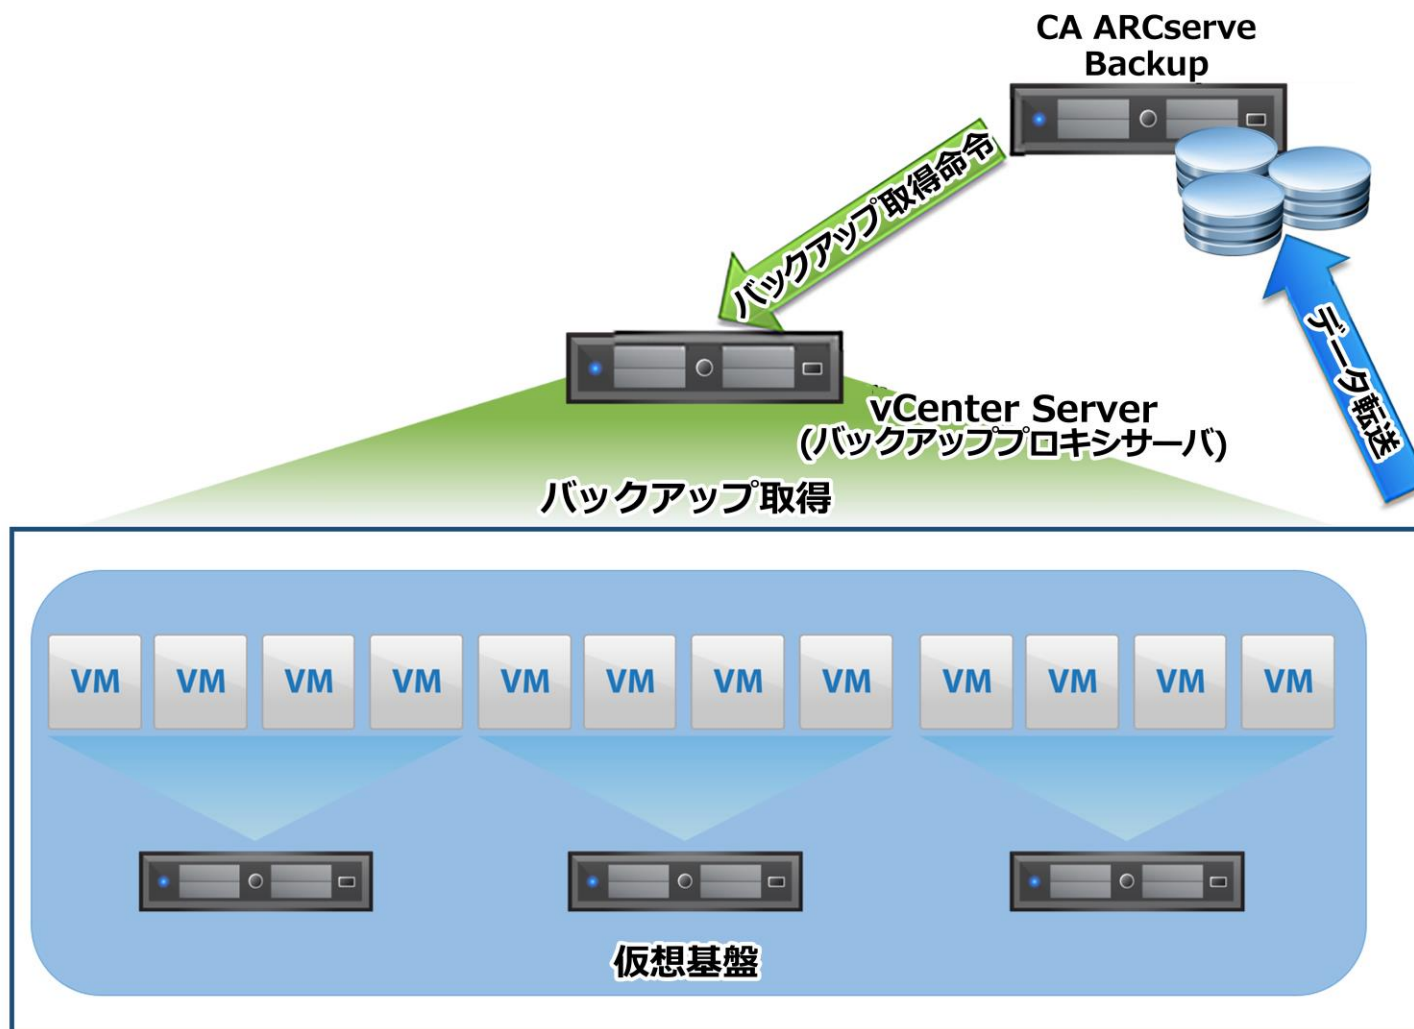 CA ARCserve
Backup
バックアップ取得命令
データ転送
vCenter Server
(バックアッププロキシサーバ)
バックアップ取得
VM VM VM VM VM VM VM VM VM VM VM VM
仮想基盤